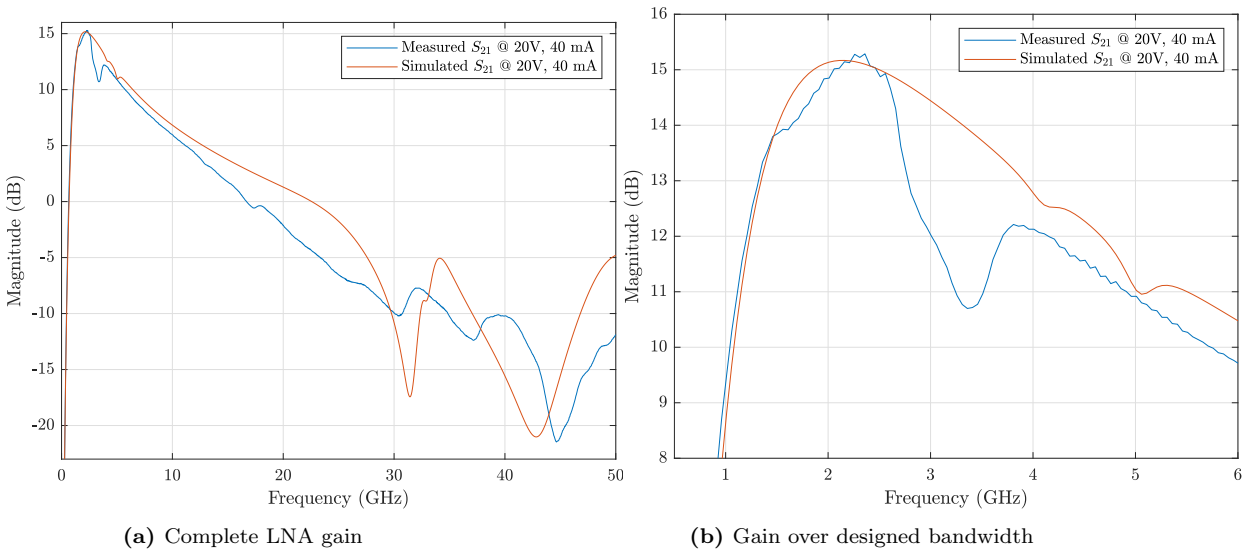 15
10
5
0
-5
-10
-15
-20
0
10
20
30
40
50
Magnitude (dB)
Frequency (GHz)
Measured S21 @ 20V, 40 mA
Simulated S21 @ 20V, 40 mA
(a) Complete LNA gain
16
15
14
13
12
11
10
9
8
1
2
3
4
5
6
Magnitude (dB)
Frequency (GHz)
Measured S21 @ 20V, 40 mA
Simulated S21 @ 20V, 40 mA
(b) Gain over designed bandwidth